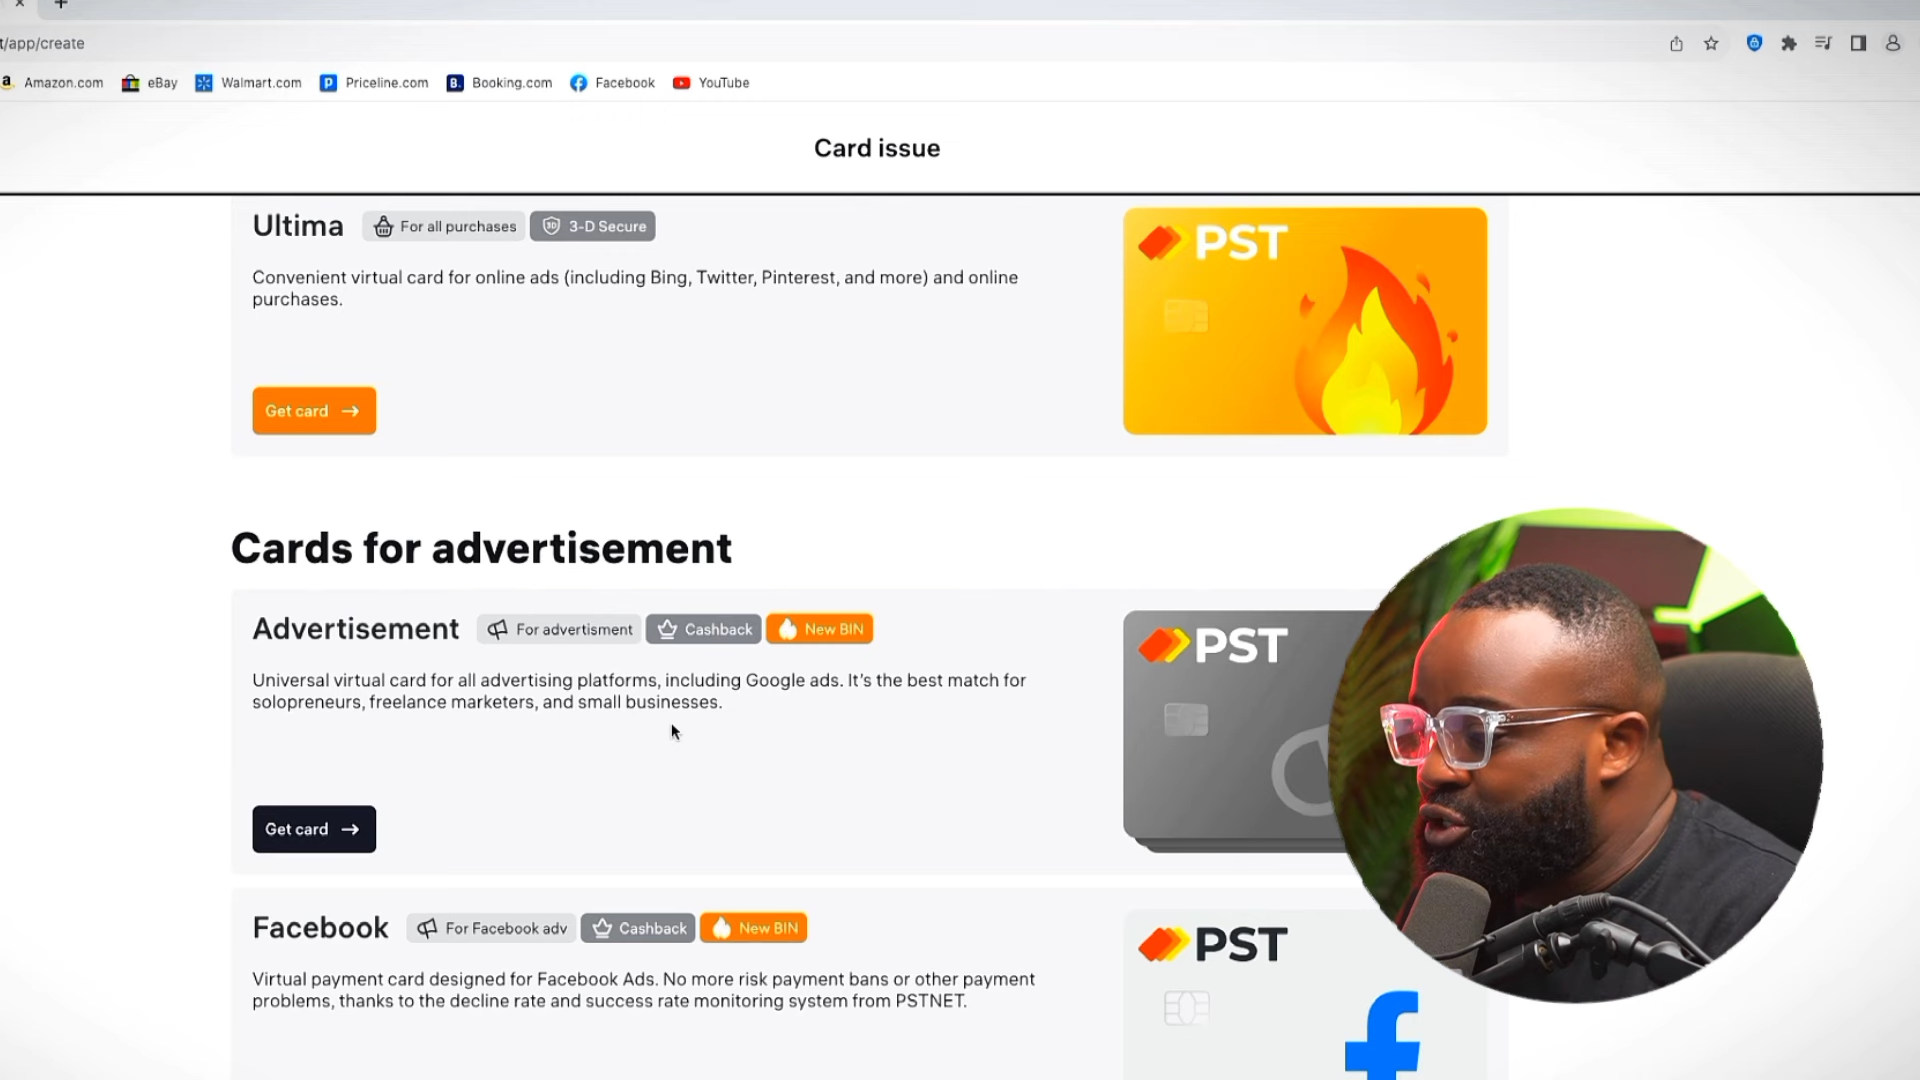 t/app/create
Amazon.com eBay Walmart.com Priceline.com Booking.com Facebook YouTube
Card issue
Ultima For all purchases 3-D Secure
Convenient virtual card for online ads (including Bing, Twitter, Pinterest, and more) and online
purchases.
Get card
PST
Cards for advertisement
Advertisement For advertisment Cashback New BIN
Universal virtual card for all advertising platforms, including Google ads. It's the best match for
solopreneurs, freelance marketers, and small businesses.
Get card
PST
Facebook For Facebook adv Cashback New BIN
Virtual payment card designed for Facebook Ads. No more risk payment bans or other payment
problems, thanks to the decline rate and success rate monitoring system from PSTNET.
PST